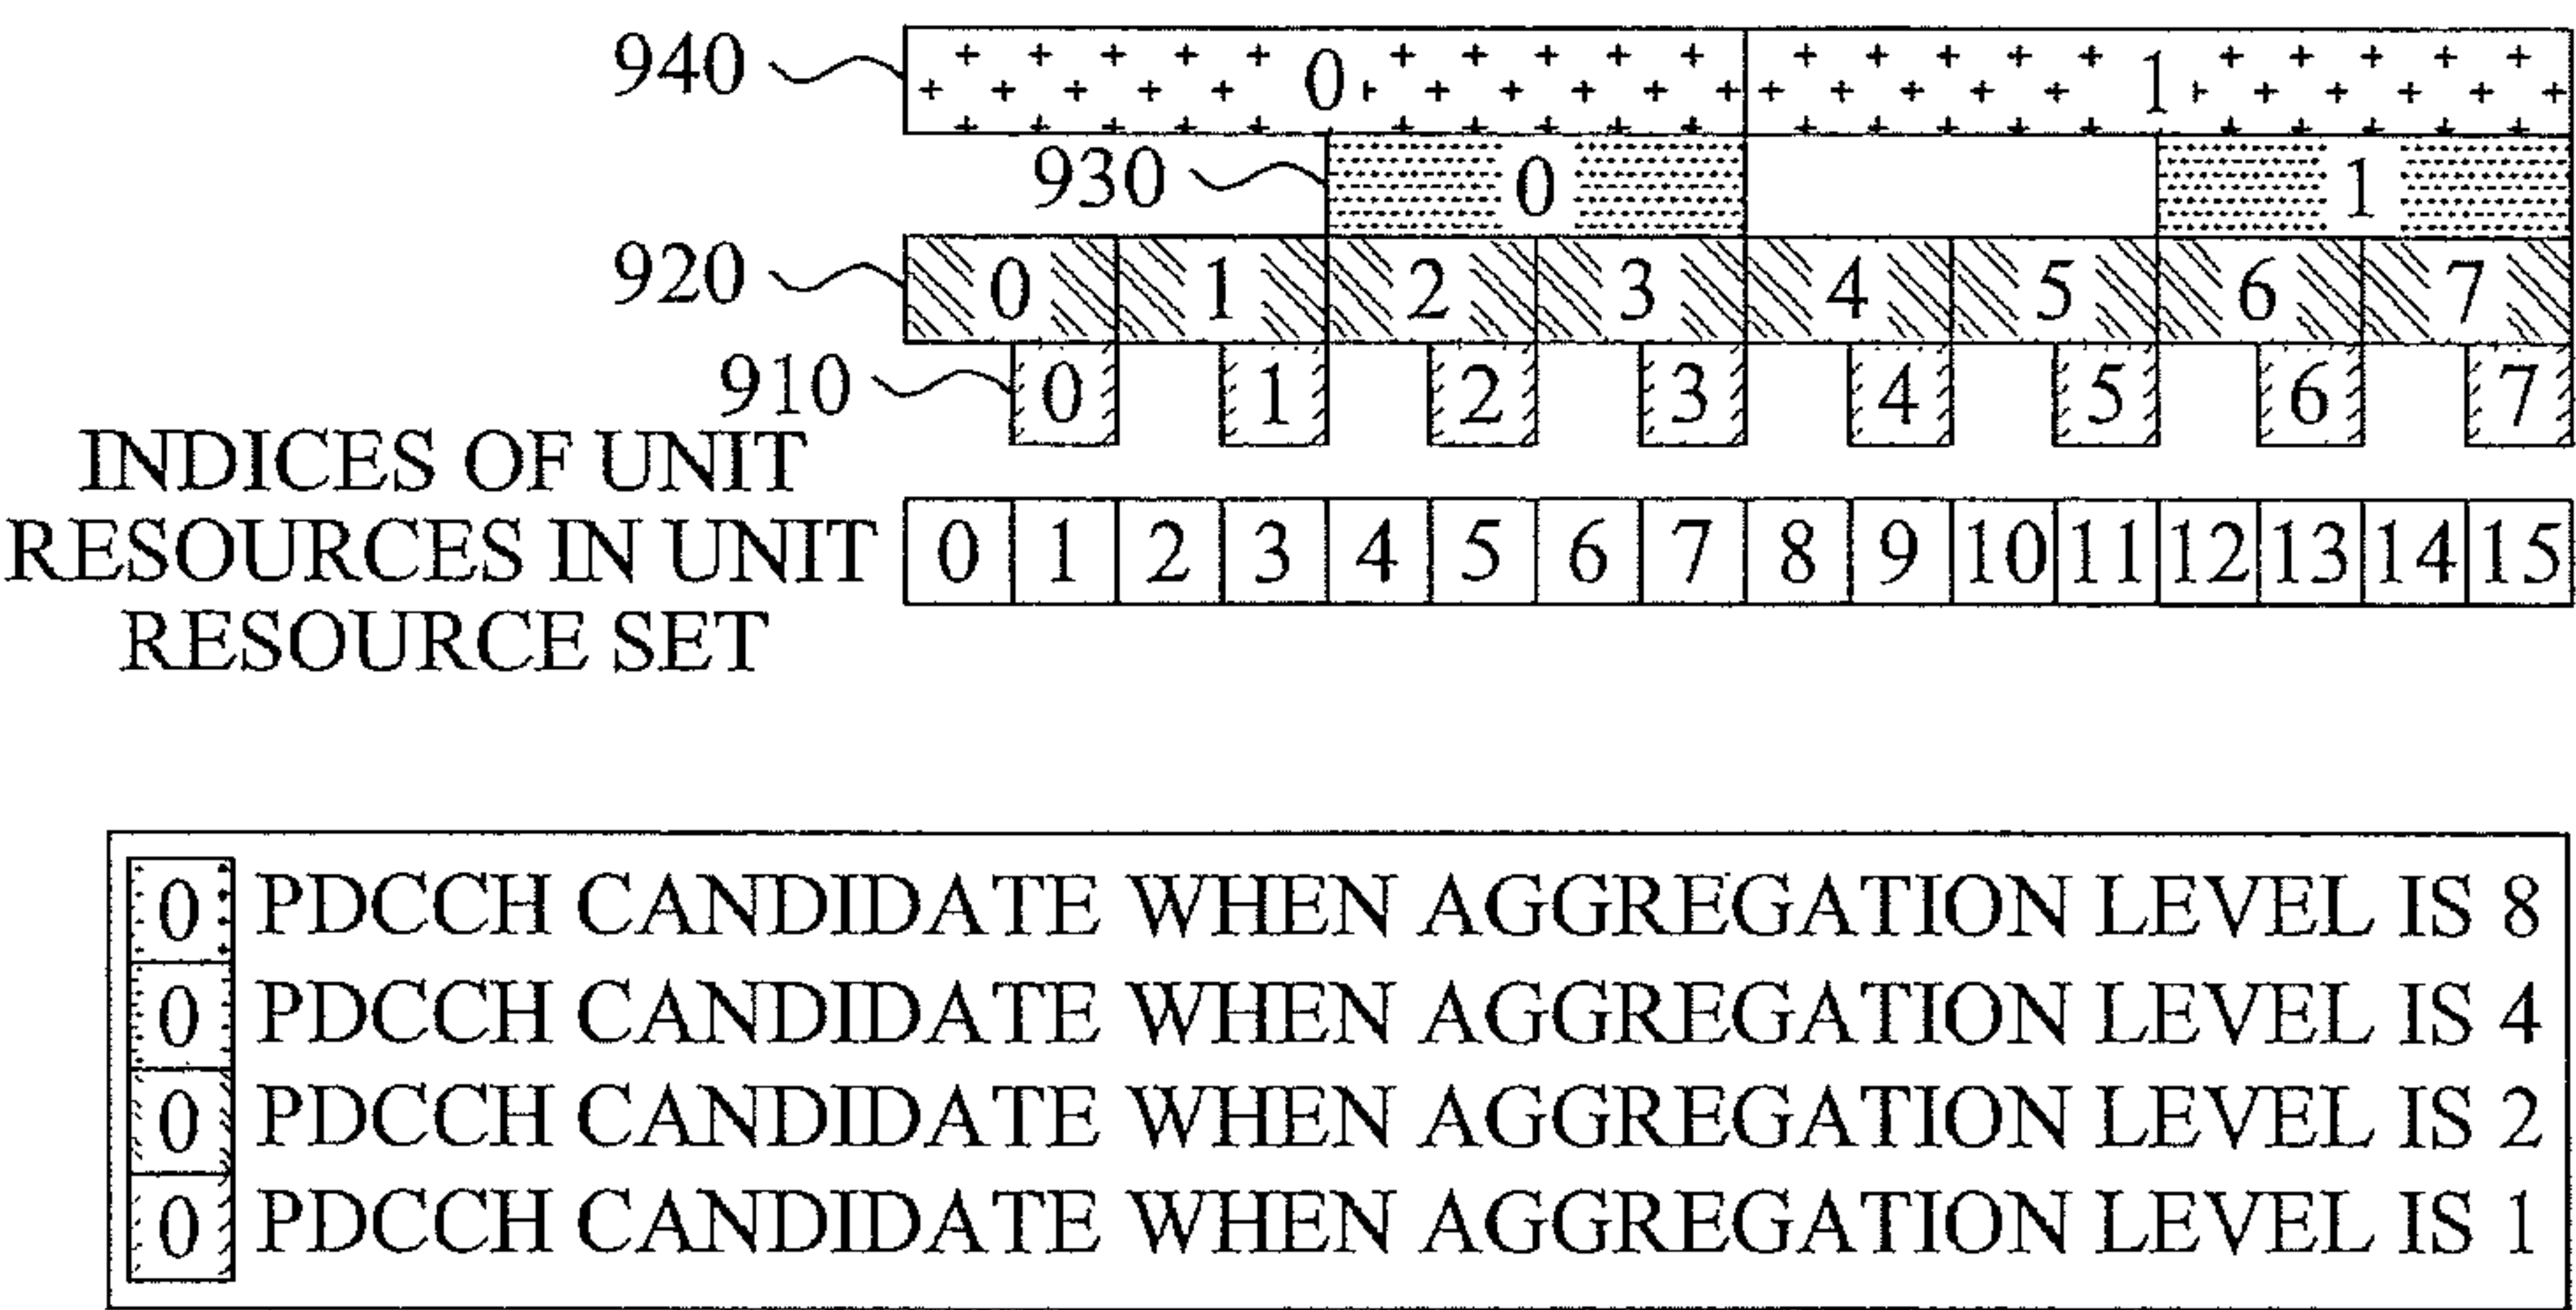 940 0 1
930 0 1
920 0 1 2 3 4 5 6 7
910 0 1 2 3 4 5 6 7
INDICES OF UNIT
RESOURCES IN UNIT 0 1 2 3 4 5 6 7 8 9 10 11 12 13 14 15
RESOURCE SET
0 PDCCH CANDIDATE WHEN AGGREGATION LEVEL IS 8
0 PDCCH CANDIDATE WHEN AGGREGATION LEVEL IS 4
0 PDCCH CANDIDATE WHEN AGGREGATION LEVEL IS 2
0 PDCCH CANDIDATE WHEN AGGREGATION LEVEL IS 1